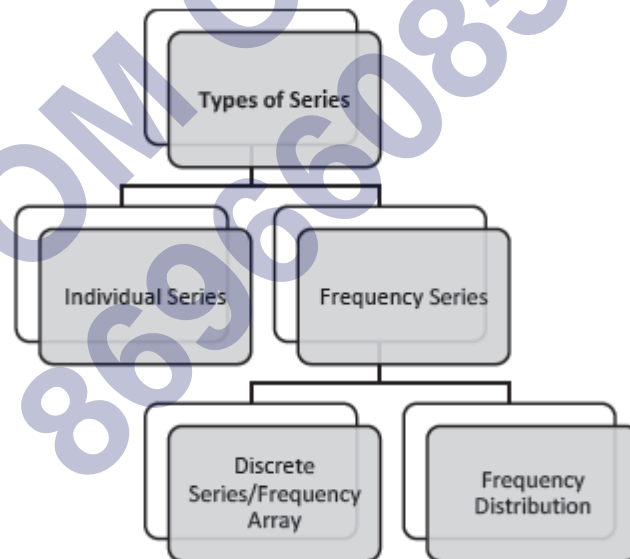 Types of Series
Individual Series
Frequency Series
Discrete
Series/Frequency
Array
Frequency
Distribution